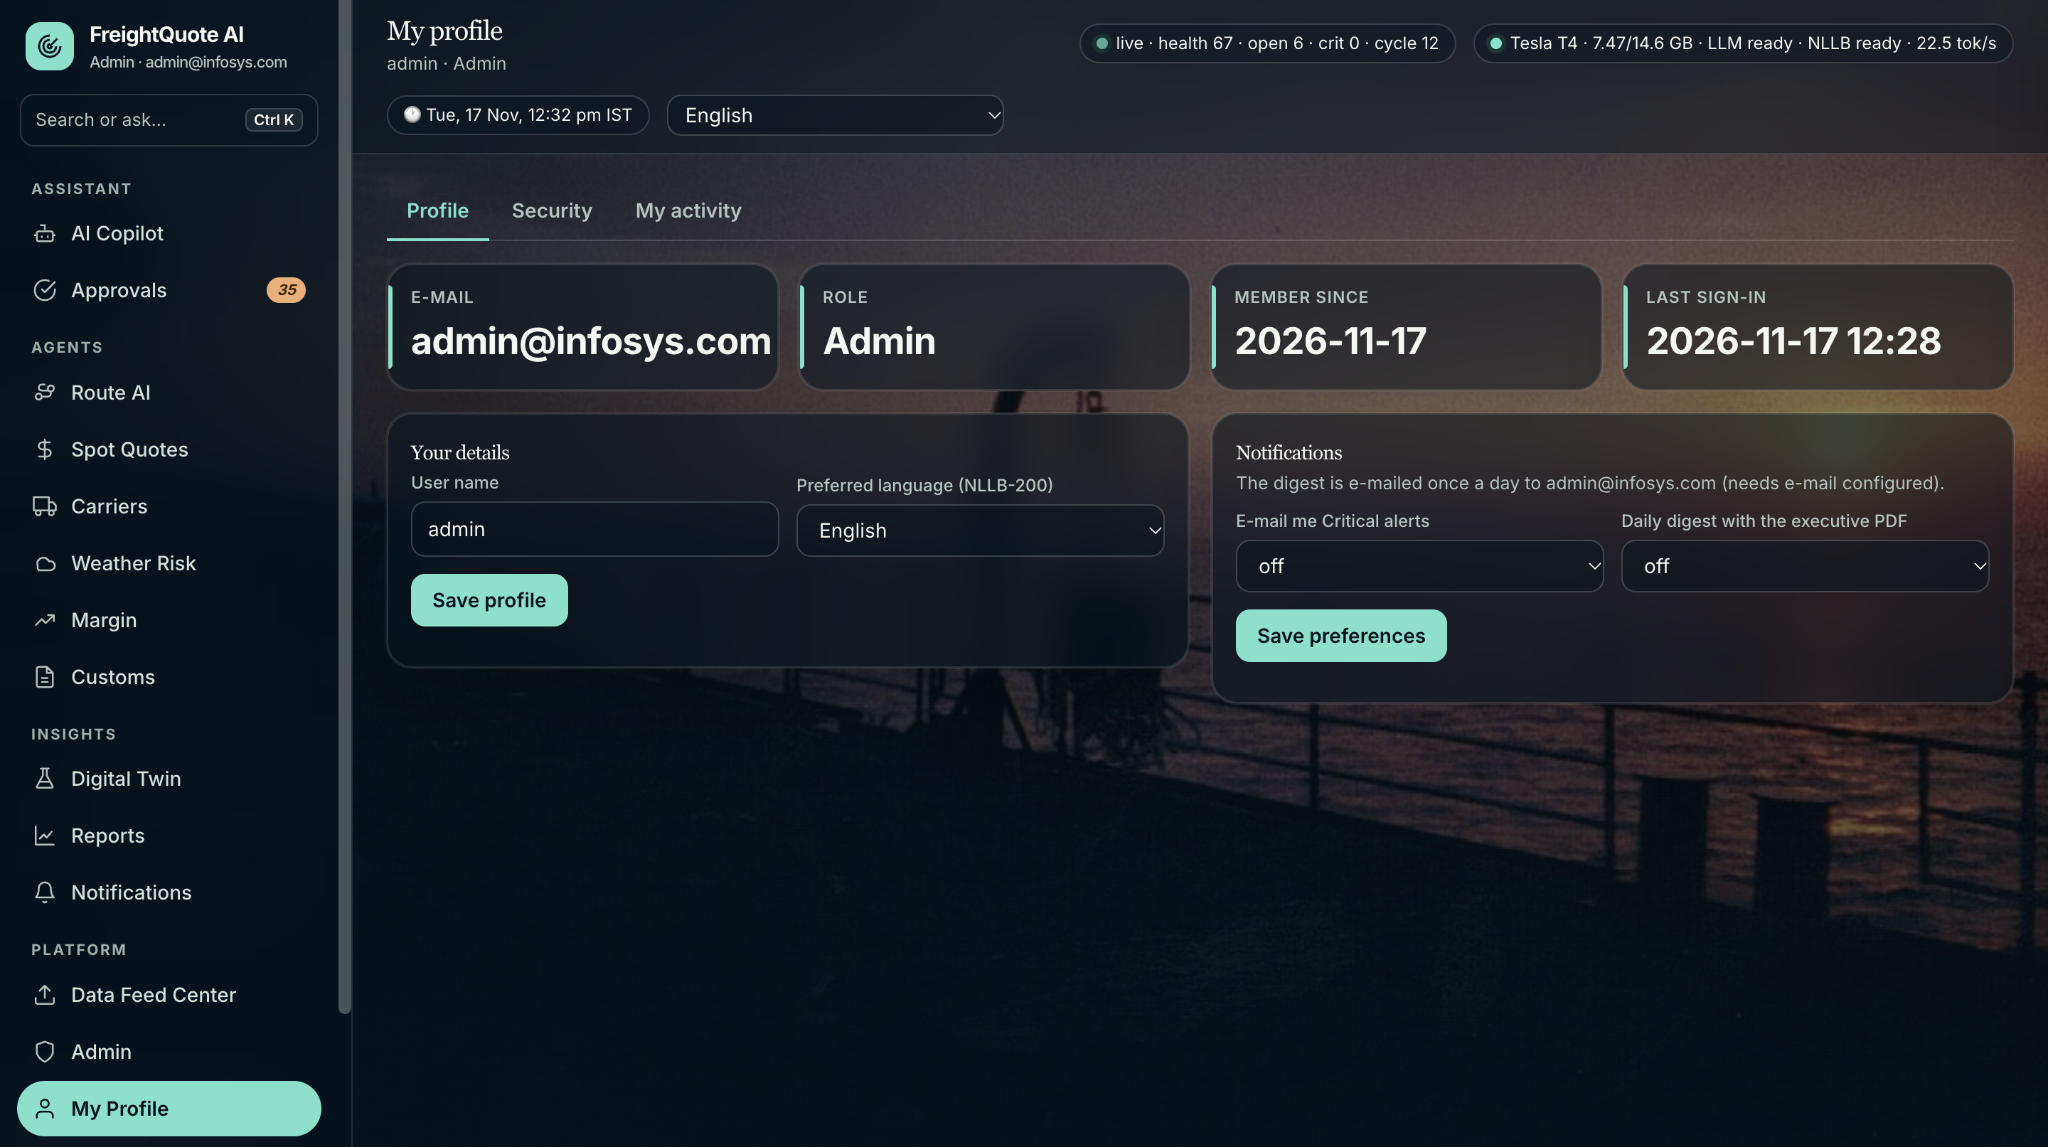 FreightQuote AI
Admin · admin@infosys.com
Search or ask...
Ctrl K
ASSISTANT
AI Copilot
Approvals
35
AGENTS
Route AI
Spot Quotes
Carriers
Weather Risk
Margin
Customs
INSIGHTS
Digital Twin
Reports
Notifications
PLATFORM
Data Feed Center
Admin
My Profile
My profile
admin · Admin
live · health 67 · open 6 · crit 0 · cycle 12
Tesla T4 · 7.47/14.6 GB · LLM ready · NLLB ready · 22.5 tok/s
Tue, 17 Nov, 12:32 pm IST
English
Profile
Security
My activity
E-MAIL
admin@infosys.com
ROLE
Admin
MEMBER SINCE
2026-11-17
LAST SIGN-IN
2026-11-17 12:28
Your details
User name
admin
Preferred language (NLLB-200)
English
Save profile
Notifications
The digest is e-mailed once a day to admin@infosys.com (needs e-mail configured).
E-mail me Critical alerts
off
Daily digest with the executive PDF
off
Save preferences